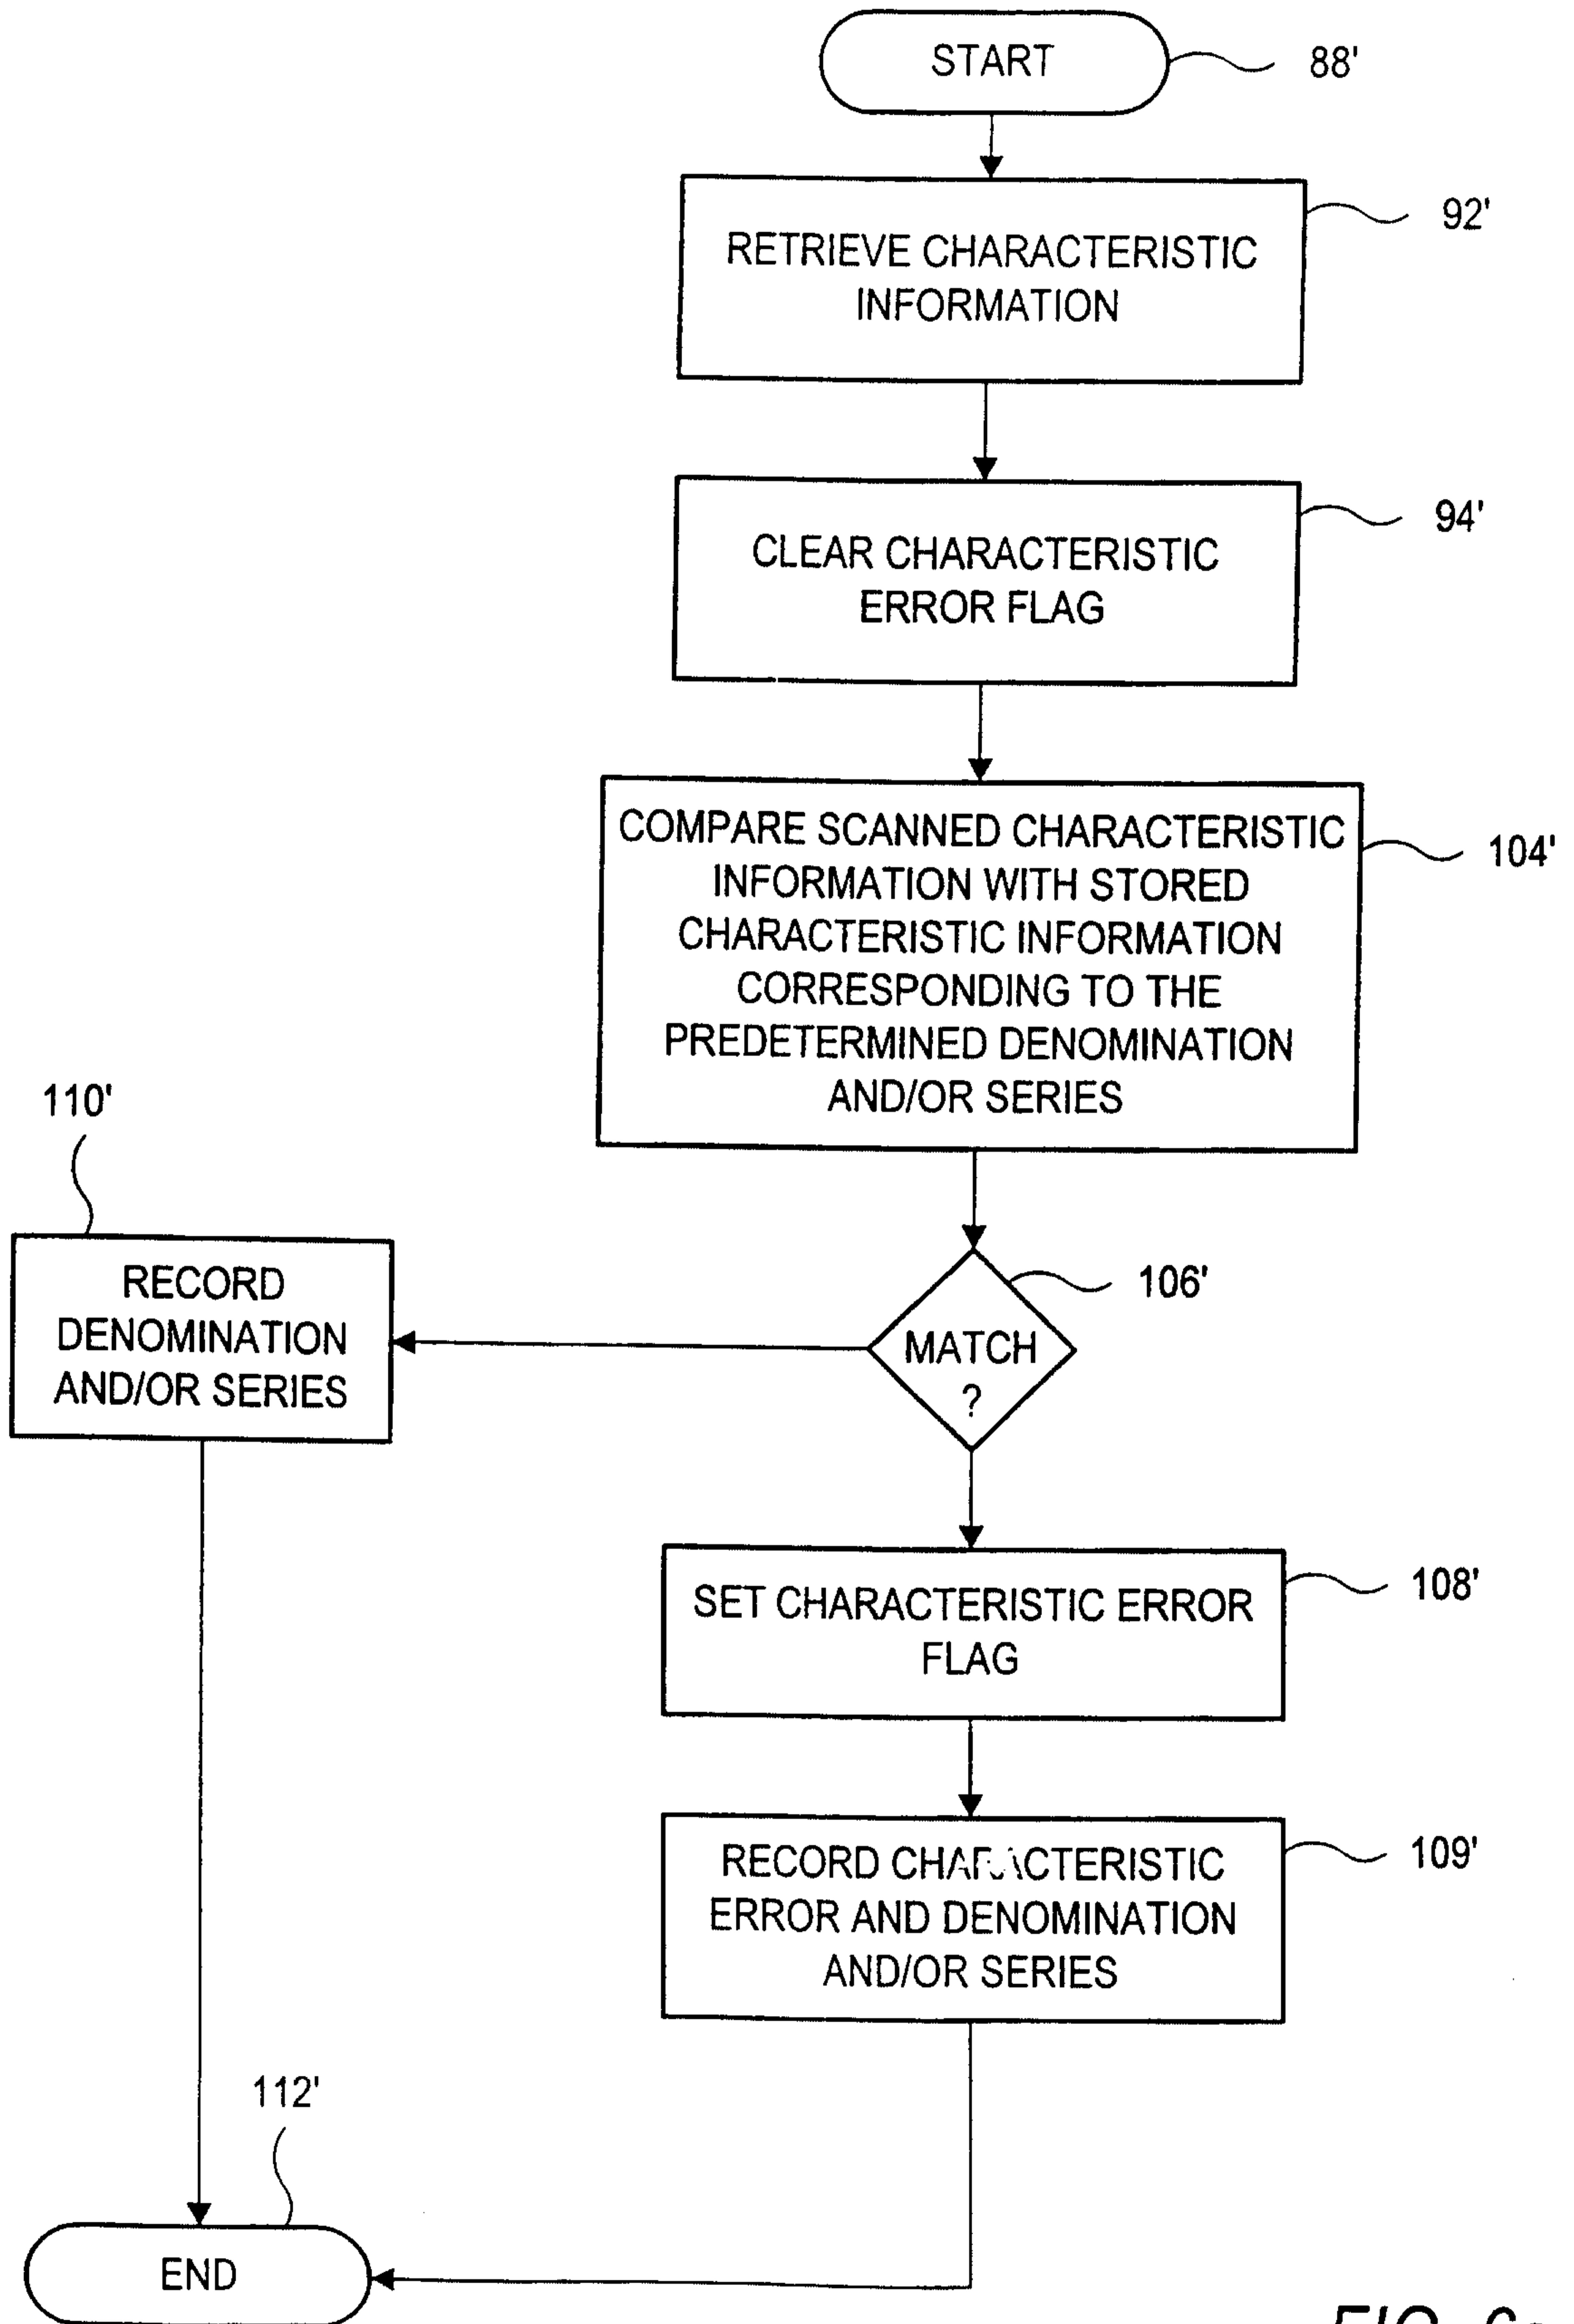 START
88'
RETRIEVE CHARACTERISTIC
INFORMATION
92'
CLEAR CHARACTERISTIC
ERROR FLAG
94'
COMPARE SCANNED CHARACTERISTIC
INFORMATION WITH STORED
CHARACTERISTIC INFORMATION
CORRESPONDING TO THE
PREDETERMINED DENOMINATION
AND/OR SERIES
104'
110'
RECORD
DENOMINATION
AND/OR SERIES
106'
MATCH
?
SET CHARACTERISTIC ERROR
FLAG
108'
RECORD CHARACTERISTIC
ERROR AND DENOMINATION
AND/OR SERIES
109'
112'
END
FIG.